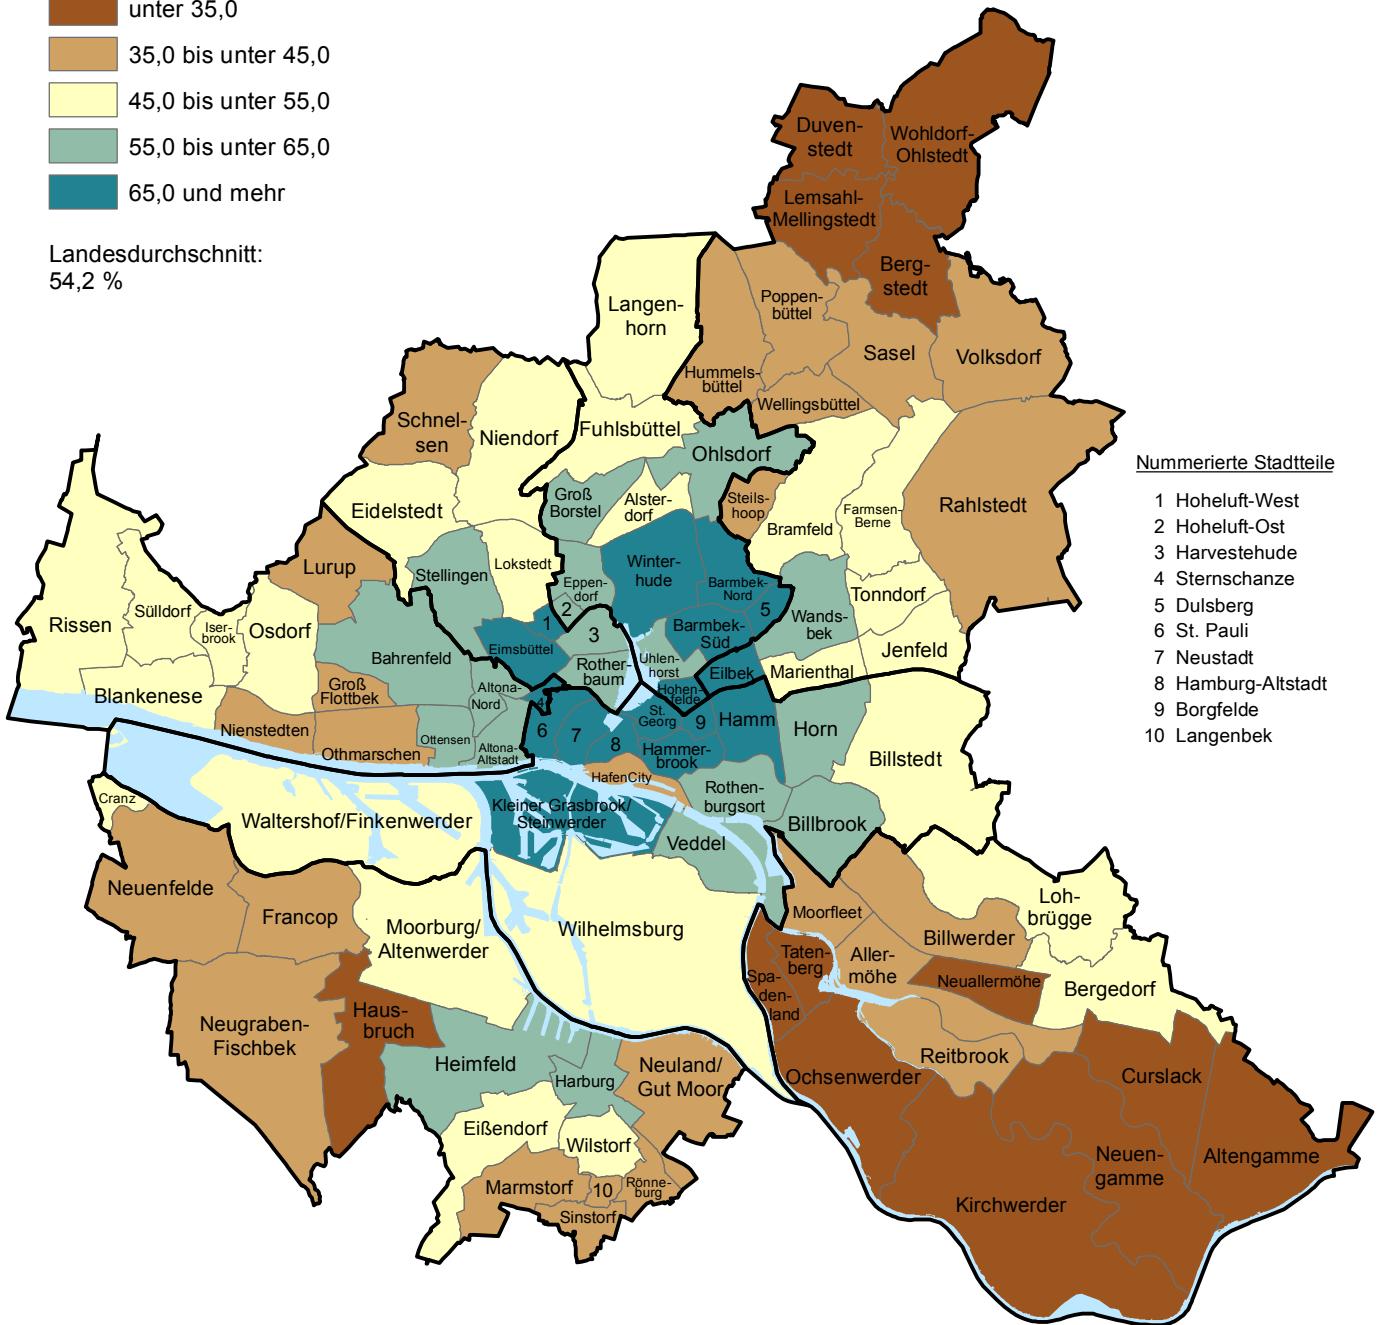 unter 35,0
35,0 bis unter 45,0
45,0 bis unter 55,0
55,0 bis unter 65,0
65,0 und mehr
Landesdurchschnitt:
54,2 %
Duven-
stedt
Wohldorf-
Ohlstedt
Lemsahl-
Mellingstedt
Berg-
stedt
Langen-
horn
Poppen-
büttel
Sasel
Volksdorf
Hummels-
büttel
Wellingsbüttel
Schnel-
sen
Niendorf
Fuhlsbüttel
Ohlsdorf
Eidelstedt
Groß
Borstel
Alster-
dorf
Steils-
hoop
Bramfeld
Farmsen-
Berne
Rahlstedt
Lurup
Stellingen
Lokstedt
Eppen-
dorf
Winter-
hude
Barmbek-
Nord
5
Wands-
bek
Tonndorf
Rissen
Sülldorf
Iser-
brook
Osdorf
Bahrenfeld
Eimsbüttel
1
2
3
Rother-
baum
Uhlen-
horst
Barmbek-
Süd
Eilbek
Marienthal
Jenfeld
Blankenese
Groß
Flottbek
Altona-
Nord
4
Hohen-
felde
Nienstedten
Othmarschen
Ottensen
Altona-
Altstadt
6
7
8
St.
Georg
9
Hamm
Horn
Billstedt
Hammer-
brook
HafenCity
Rothen-
burgsort
Billbrook
Cranz
Waltershof/Finkenwerder
Kleiner Grasbrook/
Steinwerder
Veddel
Neuenfelde
Francop
Moorburg/
Altenwerder
Wilhelmsburg
Moorfleet
Billwerder
Loh-
brügge
Taten-
berg
Aller-
möhe
Spa-
den-
land
Neuallermöhe
Bergedorf
Neugraben-
Fischbek
Haus-
bruch
Heimfeld
Harburg
Neuland/
Gut Moor
Ochsenwerder
Reitbrook
Curslack
Eißendorf
Wilstorf
Neuen-
gamme
Altengamme
Marmstorf
10
Rönne-
burg
Sinstorf
Kirchwerder
Nummerierte Stadtteile
1 Hoheluft-West
2 Hoheluft-Ost
3 Harvestehude
4 Sternschanze
5 Dulsberg
6 St. Pauli
7 Neustadt
8 Hamburg-Altstadt
9 Borgfelde
10 Langenbek